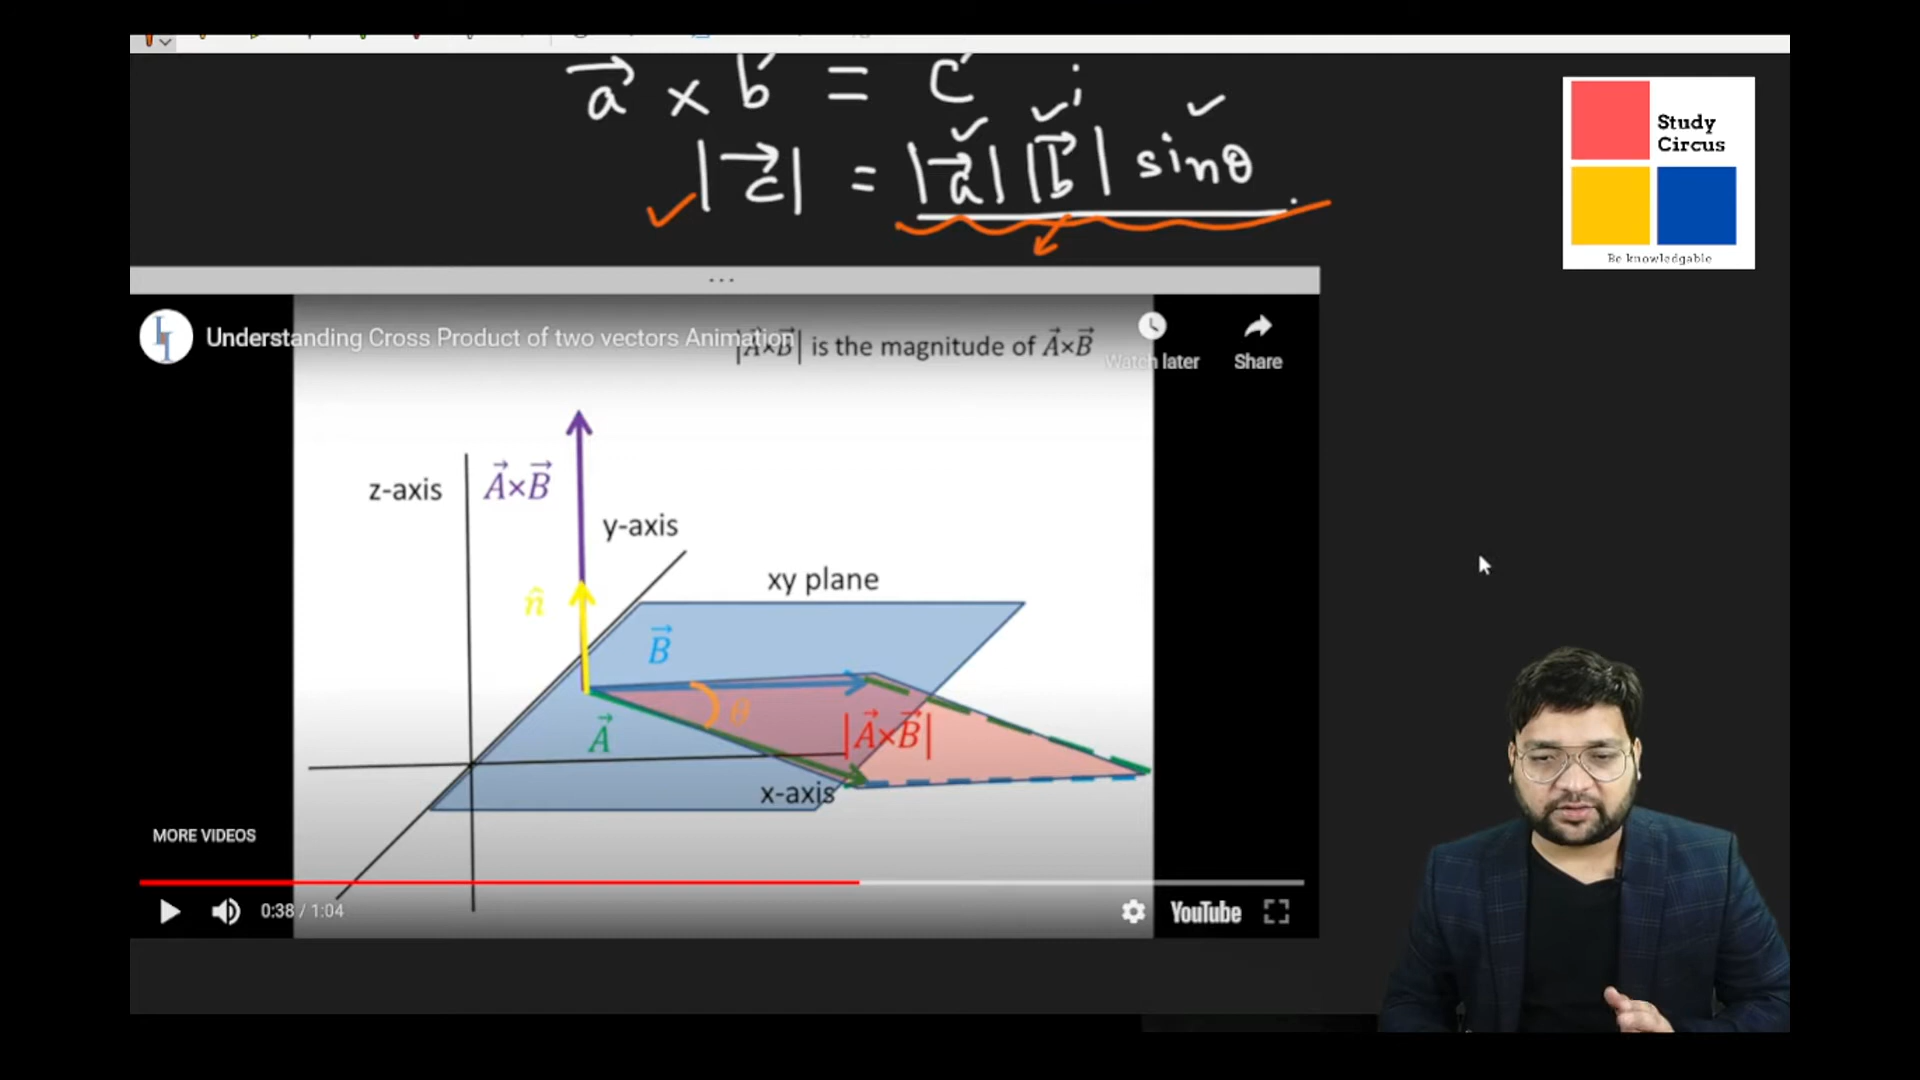 a⃗ × b⃗ = c⃗ ;
|c⃗| = |a⃗| |b⃗| sinθ.
Study
Circus
Be knowledgable
...
Understanding Cross Product of two vectors Animation
|A⃗×B⃗| is the magnitude of A⃗×B⃗
Watch later
Share
z-axis
A⃗×B⃗
y-axis
xy plane
n̂
B⃗
θ
A⃗
|A⃗×B⃗|
x-axis
MORE VIDEOS
0:38 / 1:04
YouTube